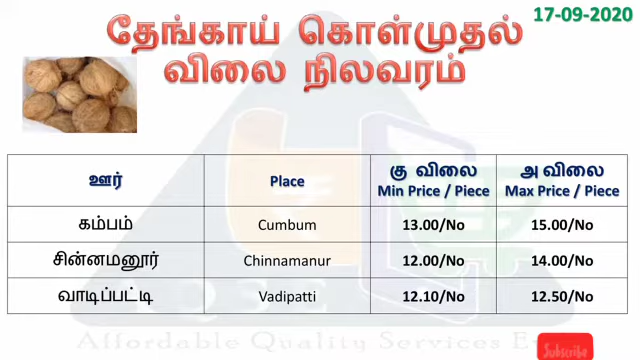 17-09-2020
தேங்காய் கொள்முதல்
விலை நிலவரம்
ஊர் Place கு விலை Min Price / Piece அ விலை Max Price / Piece
கம்பம் Cumbum 13.00/No 15.00/No
சின்னமனூர் Chinnamanur 12.00/No 14.00/No
வாடிப்பட்டி Vadipatti 12.10/No 12.50/No
Affordable Quality Services E
Subscribe